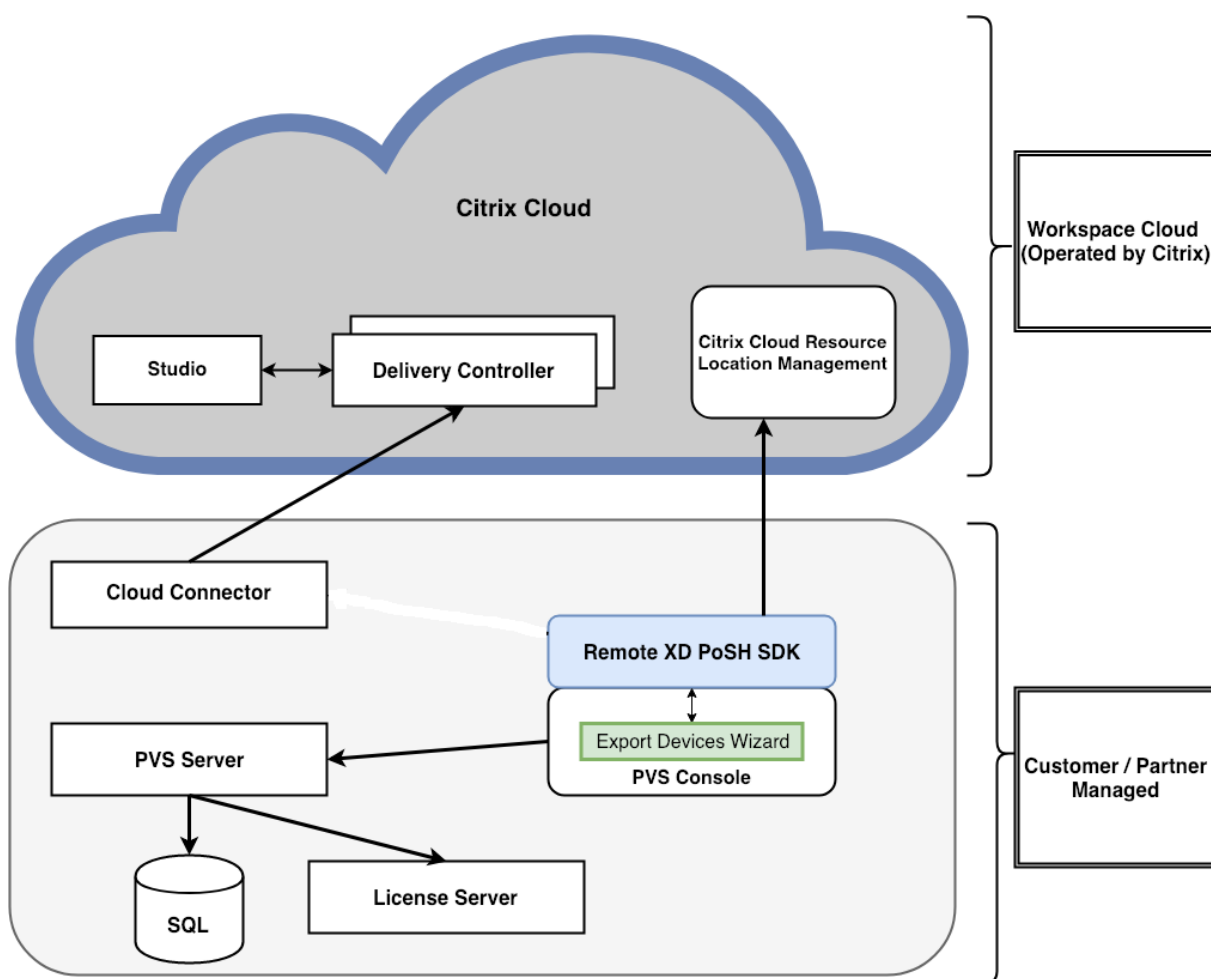 Citrix Cloud
Workspace Cloud
(Operated by Citrix)
Studio
Delivery Controller
Citrix Cloud Resource
Location Management
Cloud Connector
Remote XD PoSH SDK
Export Devices Wizard
PVS Console
PVS Server
Customer / Partner
Managed
License Server
SQL